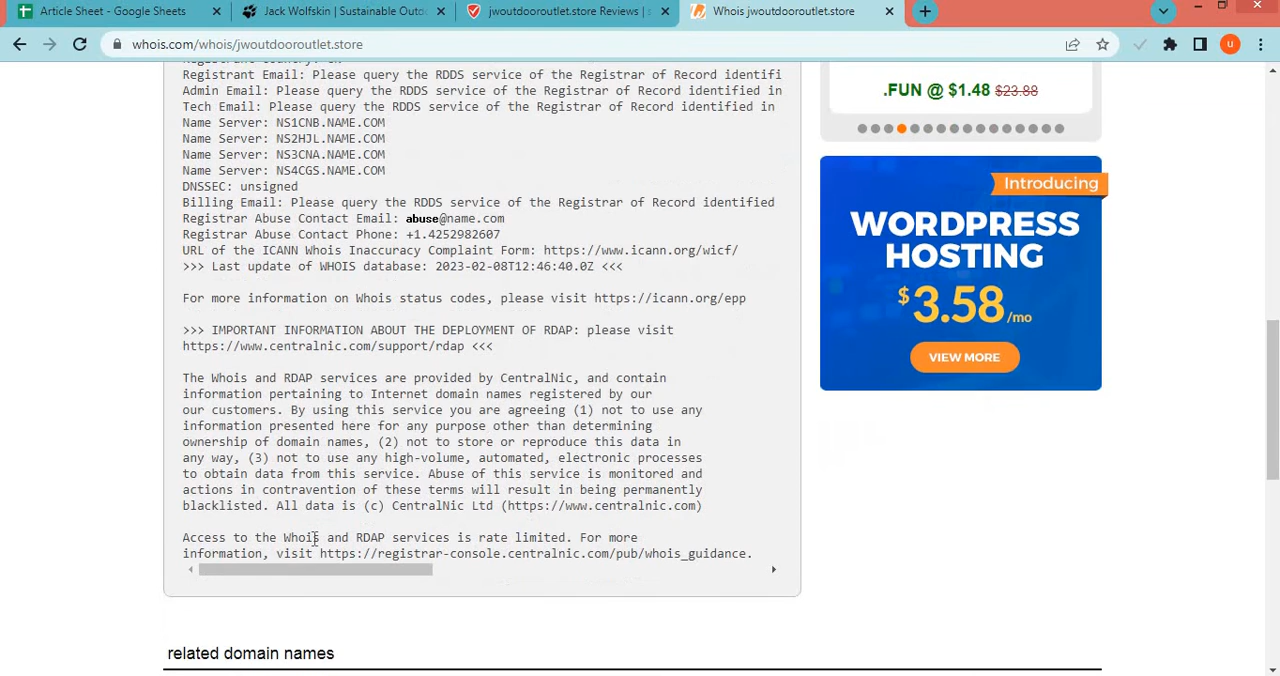 Article Sheet - Google Sheets
Jack Wolfskin | Sustainable Outd
jwoutdooroutlet.store Reviews | s
Whois jwoutdooroutlet.store
whois.com/whois/jwoutdooroutlet.store
u
Registrant Email: Please query the RDDS service of the Registrar of Record identifi
Admin Email: Please query the RDDS service of the Registrar of Record identified in
Tech Email: Please query the RDDS service of the Registrar of Record identified in
Name Server: NS1CNB.NAME.COM
Name Server: NS2HJL.NAME.COM
Name Server: NS3CNA.NAME.COM
Name Server: NS4CGS.NAME.COM
DNSSEC: unsigned
Billing Email: Please query the RDDS service of the Registrar of Record identified
Registrar Abuse Contact Email: abuse@name.com
Registrar Abuse Contact Phone: +1.4252982607
URL of the ICANN Whois Inaccuracy Complaint Form: https://www.icann.org/wicf/
>>> Last update of WHOIS database: 2023-02-08T12:46:40.0Z <<<
For more information on Whois status codes, please visit https://icann.org/epp
>>> IMPORTANT INFORMATION ABOUT THE DEPLOYMENT OF RDAP: please visit
https://www.centralnic.com/support/rdap <<<
The Whois and RDAP services are provided by CentralNic, and contain
information pertaining to Internet domain names registered by our
our customers. By using this service you are agreeing (1) not to use any
information presented here for any purpose other than determining
ownership of domain names, (2) not to store or reproduce this data in
any way, (3) not to use any high-volume, automated, electronic processes
to obtain data from this service. Abuse of this service is monitored and
actions in contravention of these terms will result in being permanently
blacklisted. All data is (c) CentralNic Ltd (https://www.centralnic.com)
Access to the Whois and RDAP services is rate limited. For more
information, visit https://registrar-console.centralnic.com/pub/whois_guidance.
related domain names
.FUN @ $1.48 $23.88
Introducing
WORDPRESS
HOSTING
$3.58/mo
VIEW MORE